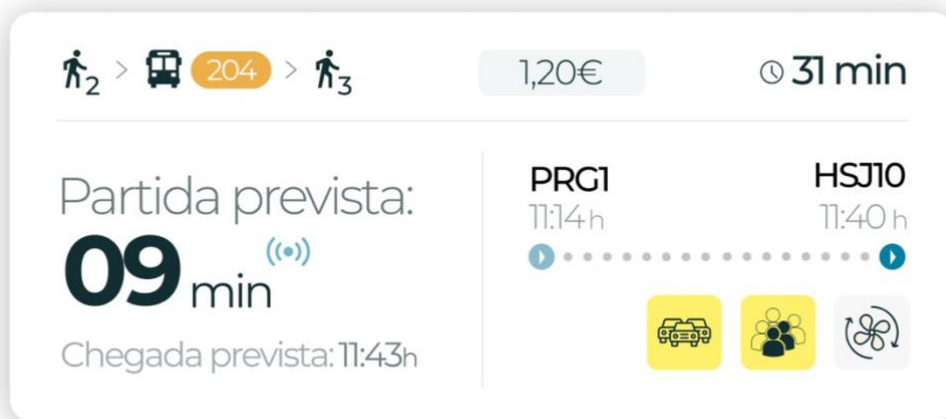 2 > 204 > 3 1,20€ 31 min
Partida prevista:
09 min
Chegada prevista: 11:43h
PRG1 HSJ10
11:14h 11:40 h